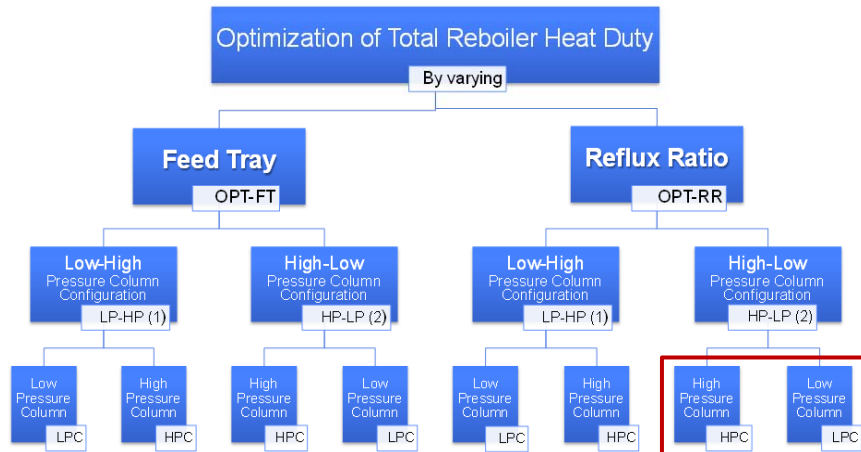 Optimization of Total Reboiler Heat Duty
By varying
Feed Tray
OPT-FT
Reflux Ratio
OPT-RR
Low-High
Pressure Column
Configuration
LP-HP (1)
High-Low
Pressure Column
Configuration
HP-LP (2)
Low-High
Pressure Column
Configuration
LP-HP (1)
High-Low
Pressure Column
Configuration
HP-LP (2)
Low
Pressure
Column
LPC
High
Pressure
Column
HPC
High
Pressure
Column
HPC
Low
Pressure
Column
LPC
Low
Pressure
Column
LPC
High
Pressure
Column
HPC
High
Pressure
Column
HPC
Low
Pressure
Column
LPC